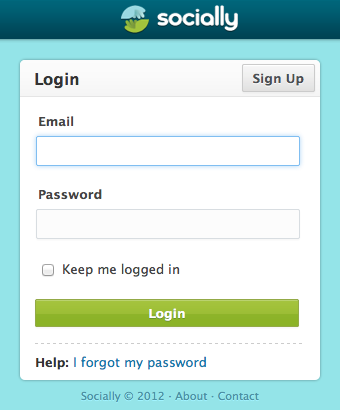 socially
Login
Sign Up
Email
Password
Keep me logged in
Login
Help: I forgot my password
Socially © 2012 · About · Contact